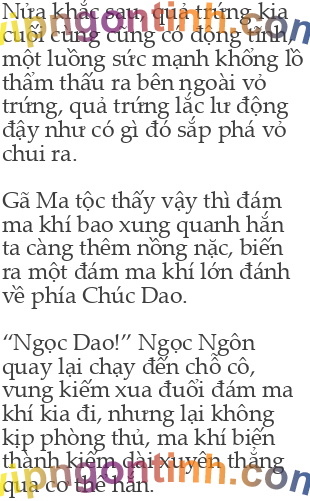 Nửa khắc sau, quả trứng kia
cuối cùng cũng có động tĩnh,
một luồng sức mạnh khổng lồ
thẩm thấu ra bên ngoài vỏ
trứng, quả trứng lắc lư động
đậy như có gì đó sắp phá vỏ
chui ra.
Gã Ma tộc thấy vậy thì đám
ma khí bao xung quanh hắn
ta càng thêm nồng nặc, biến
ra một đám ma khí lớn đánh
về phía Chúc Dao.
“Ngọc Dao!” Ngọc Ngôn
quay lại chạy đến chỗ cô,
vung kiếm xua đuổi đám ma
khí kia đi, nhưng lại không
kịp phòng thủ, ma khí biến
thành kiếm dài xuyên thẳng
qua cơ thể hắn.
vipngontinh.com
vipngontinh.com